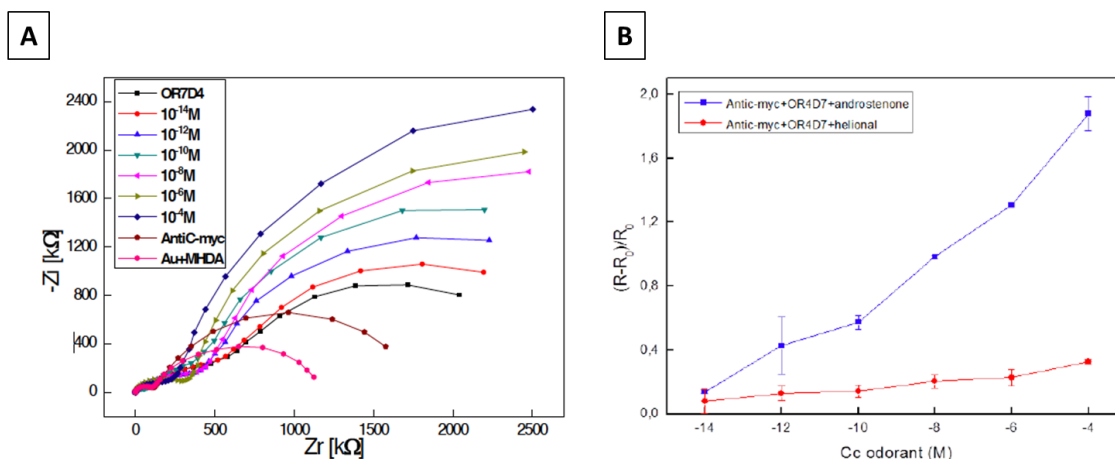 A
B
2400
2000
1600
1200
800
400
0
-Zi [kΩ]
OR7D4
10⁻¹⁴M
10⁻¹²M
10⁻¹⁰M
10⁻⁸M
10⁻⁶M
10⁻⁴M
AntiC-myc
Au+MHDA
0 500 1000 1500 2000 2500
Zr [kΩ]
2,0
1,6
1,2
0,8
0,4
0,0
(R-R₀)/R₀
Antic-myc+OR4D7+androstenone
Antic-myc+OR4D7+helional
-14 -12 -10 -8 -6 -4
Cc odorant (M)